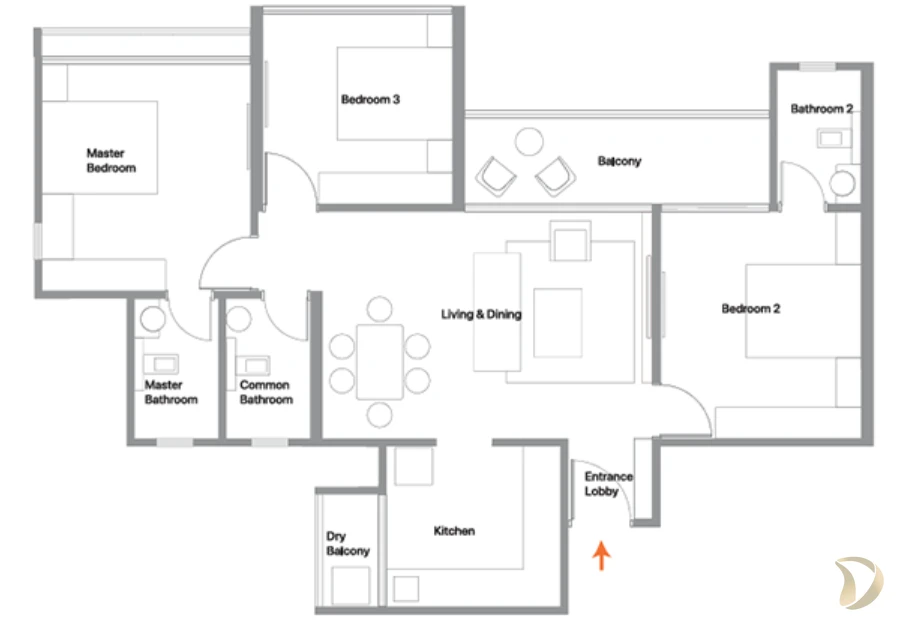 Bedroom 3
Bathroom 2
Master
Bedroom
Balcony
Living & Dining
Bedroom 2
Master
Bathroom
Common
Bathroom
Entrance
Lobby
Kitchen
Dry
Balcony